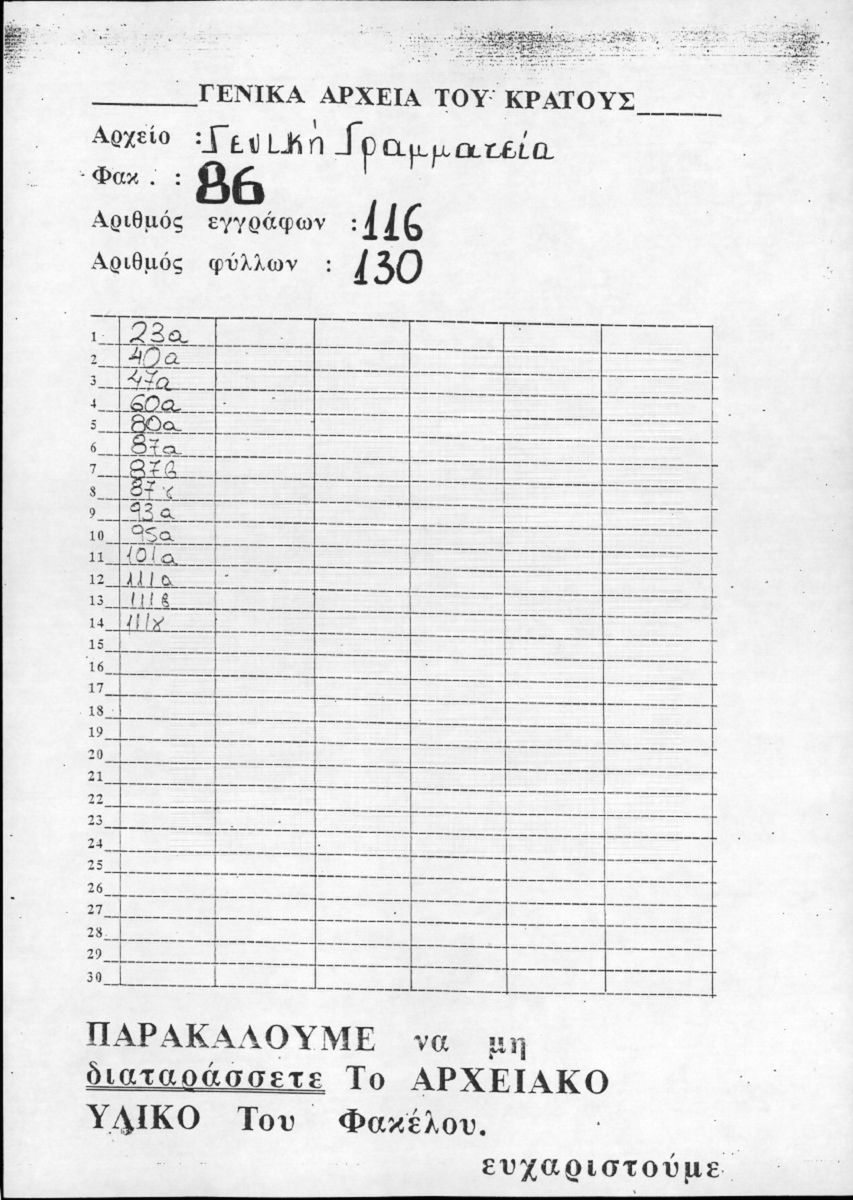 ΓΕΝΙΚΑ ΑΡΧΕΙΑ ΤΟΥ ΚΡΑΤΟΥΣ
Αρχείο : Γενική Γραμματεία
Φακ. : 86
Αριθμός εγγράφων : 116
Αριθμός φύλλων : 130
1 23α
2 40α
3 47α
4 60α
5 80α
6 87α
7 87β
8 87γ
9 93α
10 95α
11 101α
12 111α
13 111β
14 111γ
15
16
17
18
19
20
21
22
23
24
25
26
27
28
29
30
ΠΑΡΑΚΑΛΟΥΜΕ να μη
διαταράσσετε Το ΑΡΧΕΙΑΚΟ
ΥΛΙΚΟ Του Φακέλου.
ευχαριστούμε